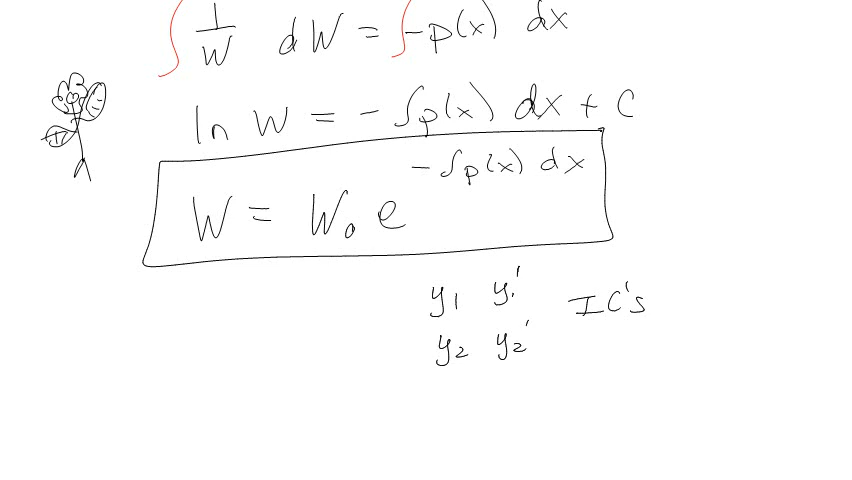 ∫ 1/W dW = ∫ -p(x) dx
ln W = - ∫p(x) dx + C
W = W₀ e^(-∫p(x) dx)
y₁ y₁' IC's
y₂ y₂'